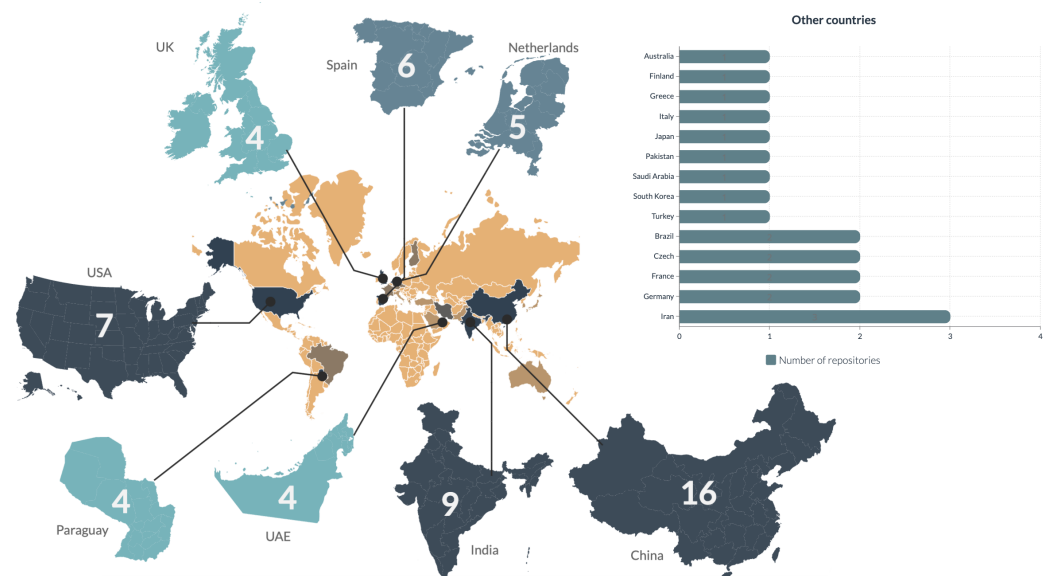 UK
4
Spain
6
Netherlands
5
USA
7
Paraguay
4
UAE
4
India
9
China
16
Other countries
Australia
Finland
Greece
Italy
Japan
Pakistan
Saudi Arabia
South Korea
Turkey
Brazil
Czech
France
Germany
Iran
0 1 2 3 4
Number of repositories